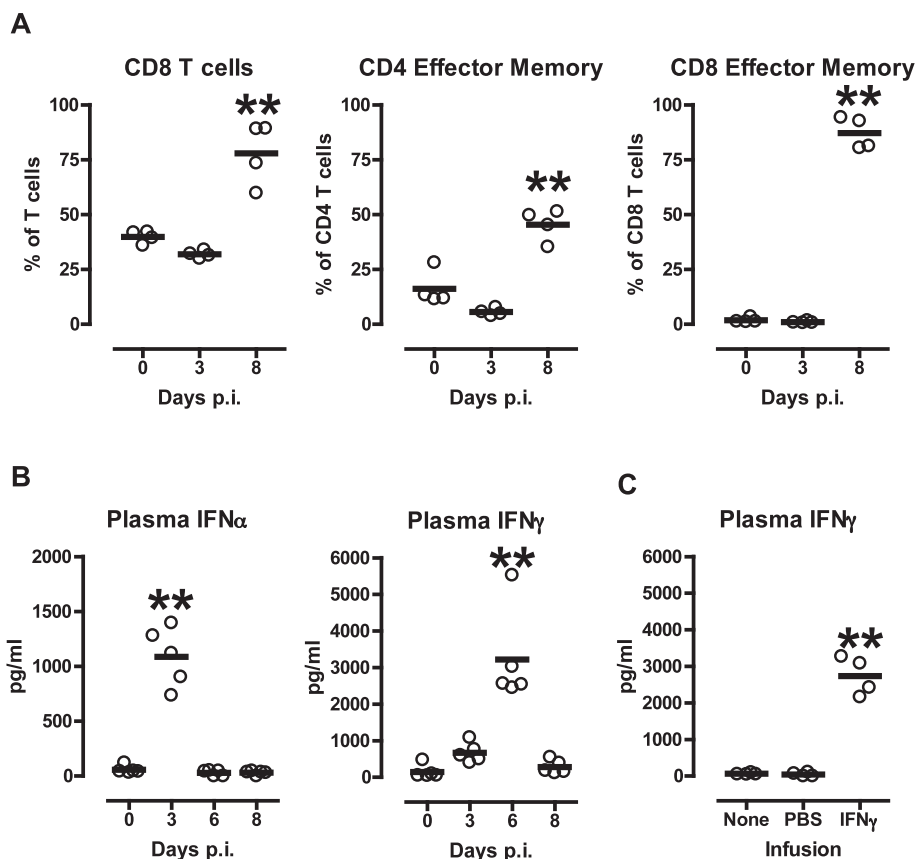 A
CD8 T cells
100
75
50
25
0
% of T cells
**
0 3 8
Days p.i.
CD4 Effector Memory
100
75
50
25
0
% of CD4 T cells
**
0 3 8
Days p.i.
CD8 Effector Memory
100
75
50
25
0
% of CD8 T cells
**
0 3 8
Days p.i.
B
Plasma IFNα
2000
1500
1000
500
0
pg/ml
**
0 3 6 8
Days p.i.
Plasma IFNγ
6000
5000
4000
3000
2000
1000
0
pg/ml
**
0 3 6 8
Days p.i.
C
Plasma IFNγ
6000
5000
4000
3000
2000
1000
0
pg/ml
**
None PBS IFNγ
Infusion